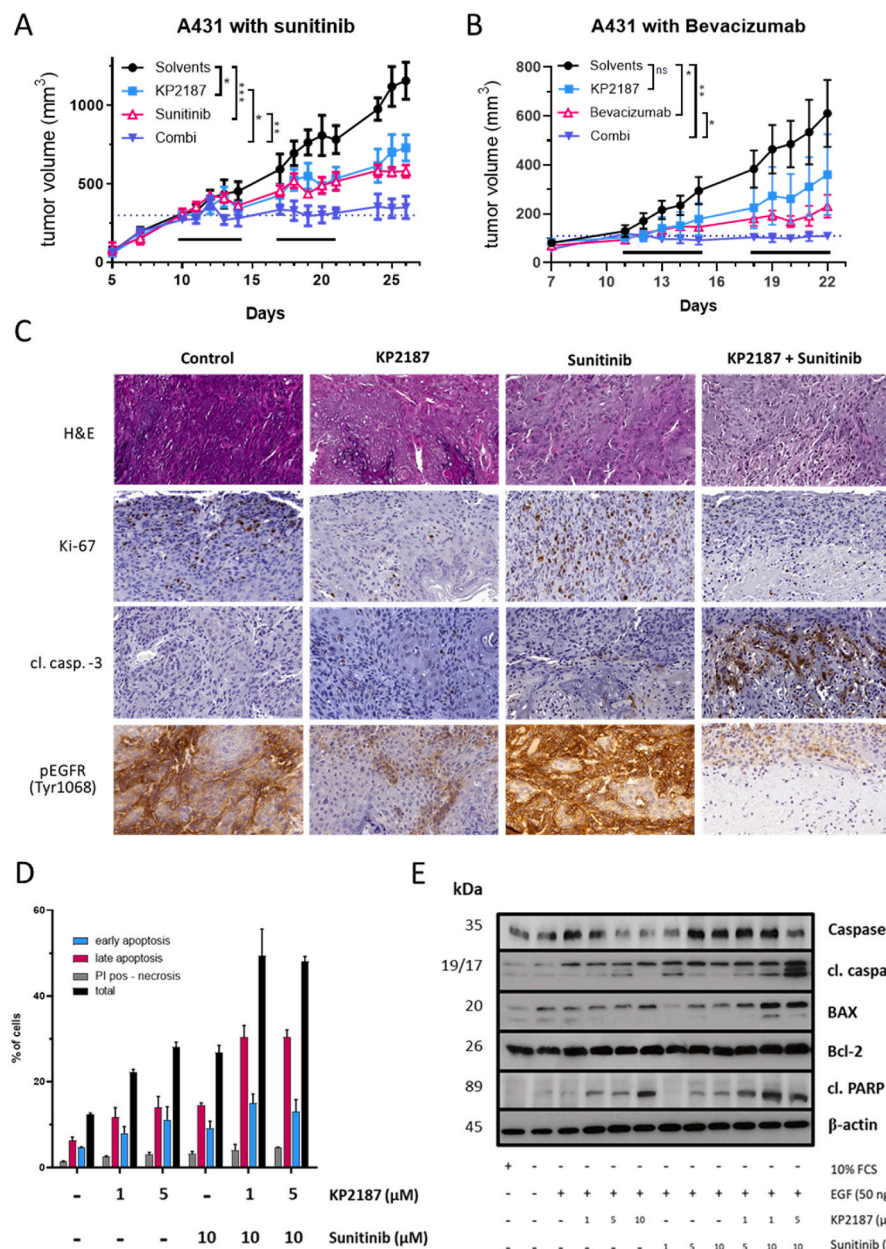 A
A431 with sunitinib
tumor volume (mm3)
1000
500
0
Solvents
KP2187
Sunitinib
Combi
*
***
*
**
5
10
15
20
25
Days
B
A431 with Bevacizumab
tumor volume (mm3)
800
600
400
200
0
Solvents
KP2187
Bevacizumab
Combi
ns
*
**
*
7
10
13
16
19
22
Days
C
Control
KP2187
Sunitinib
KP2187 + Sunitinib
H&E
Ki-67
cl. casp. -3
pEGFR
(Tyr1068)
D
% of cells
60
40
20
0
early apoptosis
late apoptosis
PI pos - necrosis
total
- 1 5 - 1 5 KP2187 (µM)
- - - 10 10 10 Sunitinib (µM)
E
kDa
35 Caspase
19/17 cl. caspa
20 BAX
26 Bcl-2
89 cl. PARP
45 β-actin
+ - - - - - - - - - - - 10% FCS
- - + + + + + + + + + + EGF (50 ng
- - - 1 5 10 - - - 1 1 5 KP2187 (µ
- - - - - - 1 5 10 5 10 10 Sunitinib (